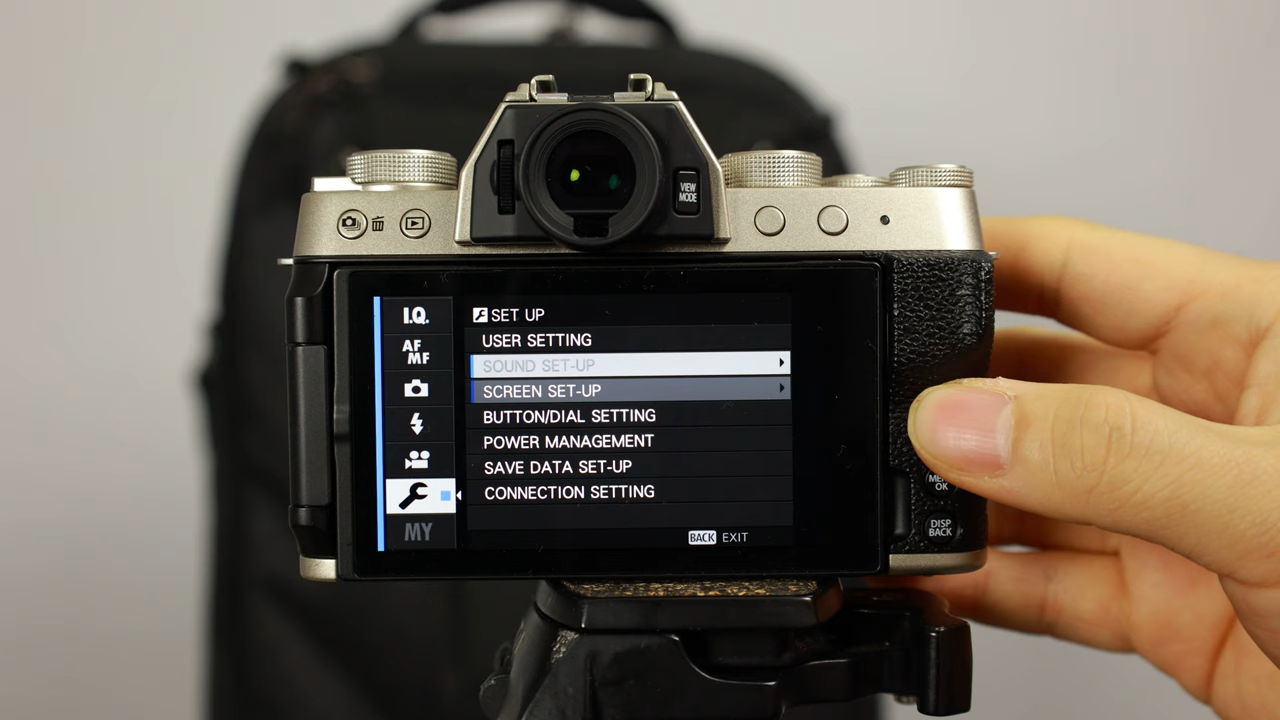 VIEW
MODE
I.Q.
AF
MF
MY
SET UP
USER SETTING
SOUND SET-UP
SCREEN SET-UP
BUTTON/DIAL SETTING
POWER MANAGEMENT
SAVE DATA SET-UP
CONNECTION SETTING
BACK EXIT
OK
DISP
BACK